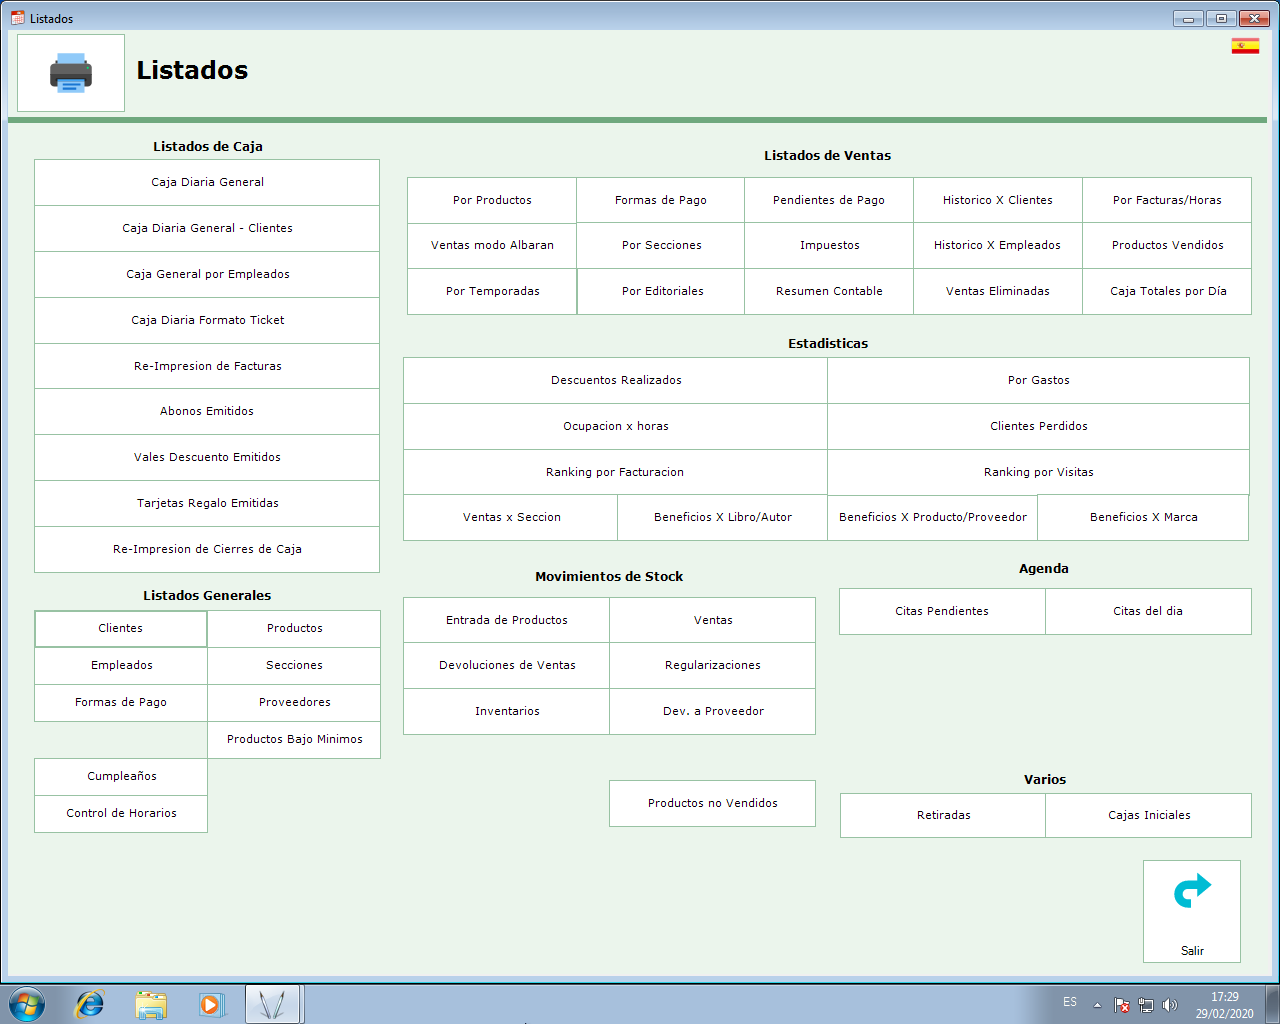 Listados
Listados
Listados de Caja
Caja Diaria General
Caja Diaria General - Clientes
Caja General por Empleados
Caja Diaria Formato Ticket
Re-Impresion de Facturas
Abonos Emitidos
Vales Descuento Emitidos
Tarjetas Regalo Emitidas
Re-Impresion de Cierres de Caja
Listados de Ventas
Por Productos
Formas de Pago
Pendientes de Pago
Historico X Clientes
Por Facturas/Horas
Ventas modo Albaran
Por Secciones
Impuestos
Historico X Empleados
Productos Vendidos
Por Temporadas
Por Editoriales
Resumen Contable
Ventas Eliminadas
Caja Totales por Día
Estadisticas
Descuentos Realizados
Por Gastos
Ocupacion x horas
Clientes Perdidos
Ranking por Facturacion
Ranking por Visitas
Ventas x Seccion
Beneficios X Libro/Autor
Beneficios X Producto/Proveedor
Beneficios X Marca
Listados Generales
Clientes
Productos
Empleados
Secciones
Formas de Pago
Proveedores
Productos Bajo Minimos
Cumpleaños
Control de Horarios
Movimientos de Stock
Entrada de Productos
Ventas
Devoluciones de Ventas
Regularizaciones
Inventarios
Dev. a Proveedor
Productos no Vendidos
Agenda
Citas Pendientes
Citas del dia
Varios
Retiradas
Cajas Iniciales
Salir
ES
17:29
29/02/2020